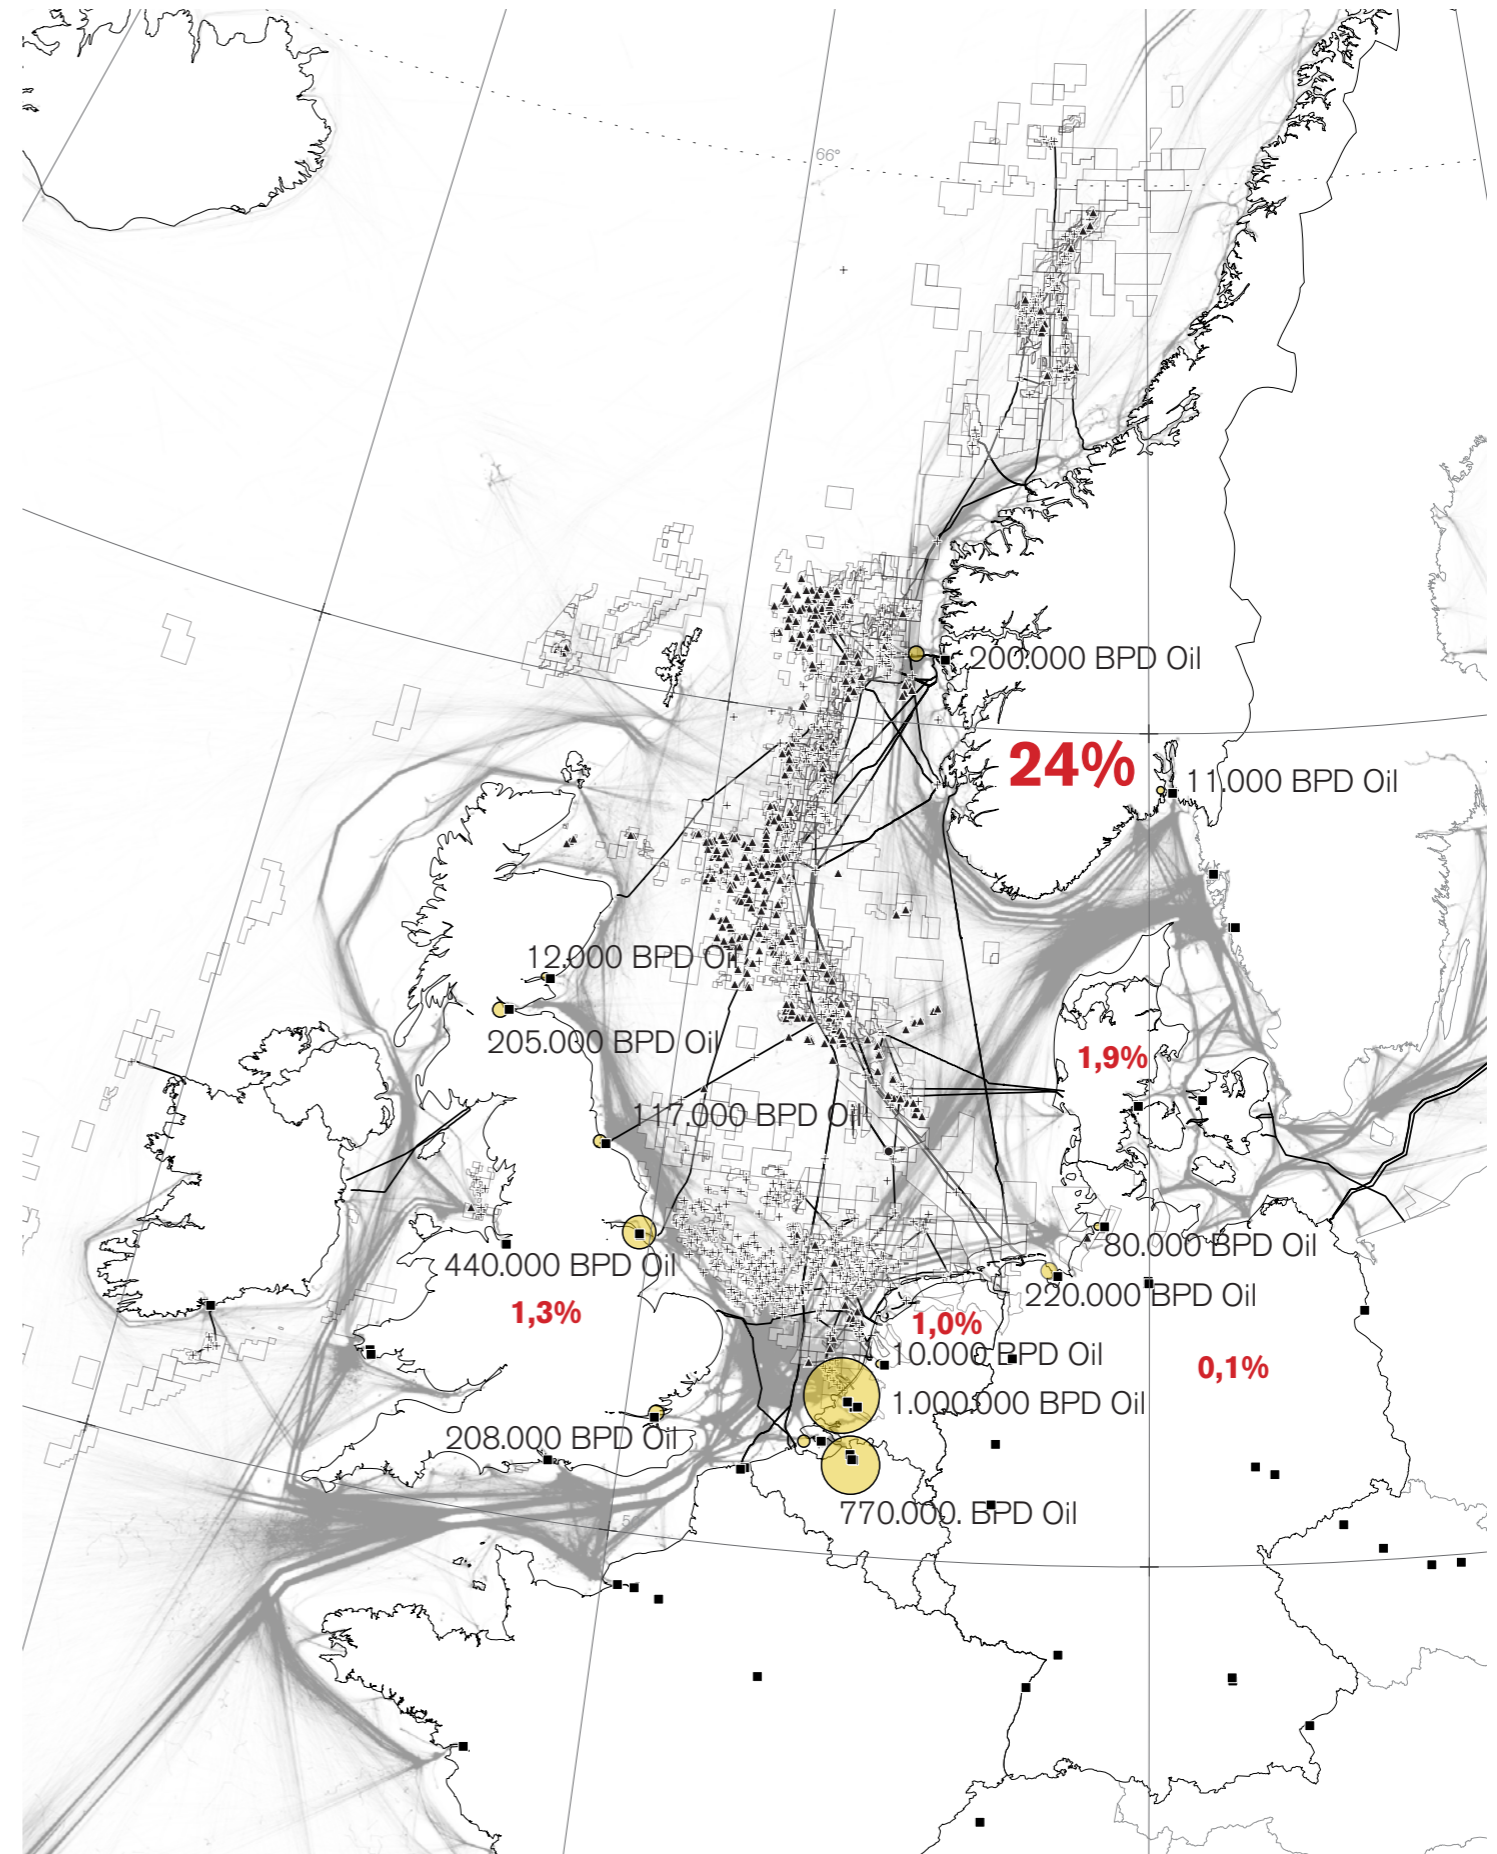 66°
200.000 BPD Oil
24%
11.000 BPD Oil
12.000 BPD Oil
205.000 BPD Oil
1,9%
117.000 BPD Oil
80.000 BPD Oil
440.000 BPD Oil
220.000 BPD Oil
1,3%
1,0%
10.000 BPD Oil
0,1%
1.000.000 BPD Oil
208.000 BPD Oil
770.000. BPD Oil